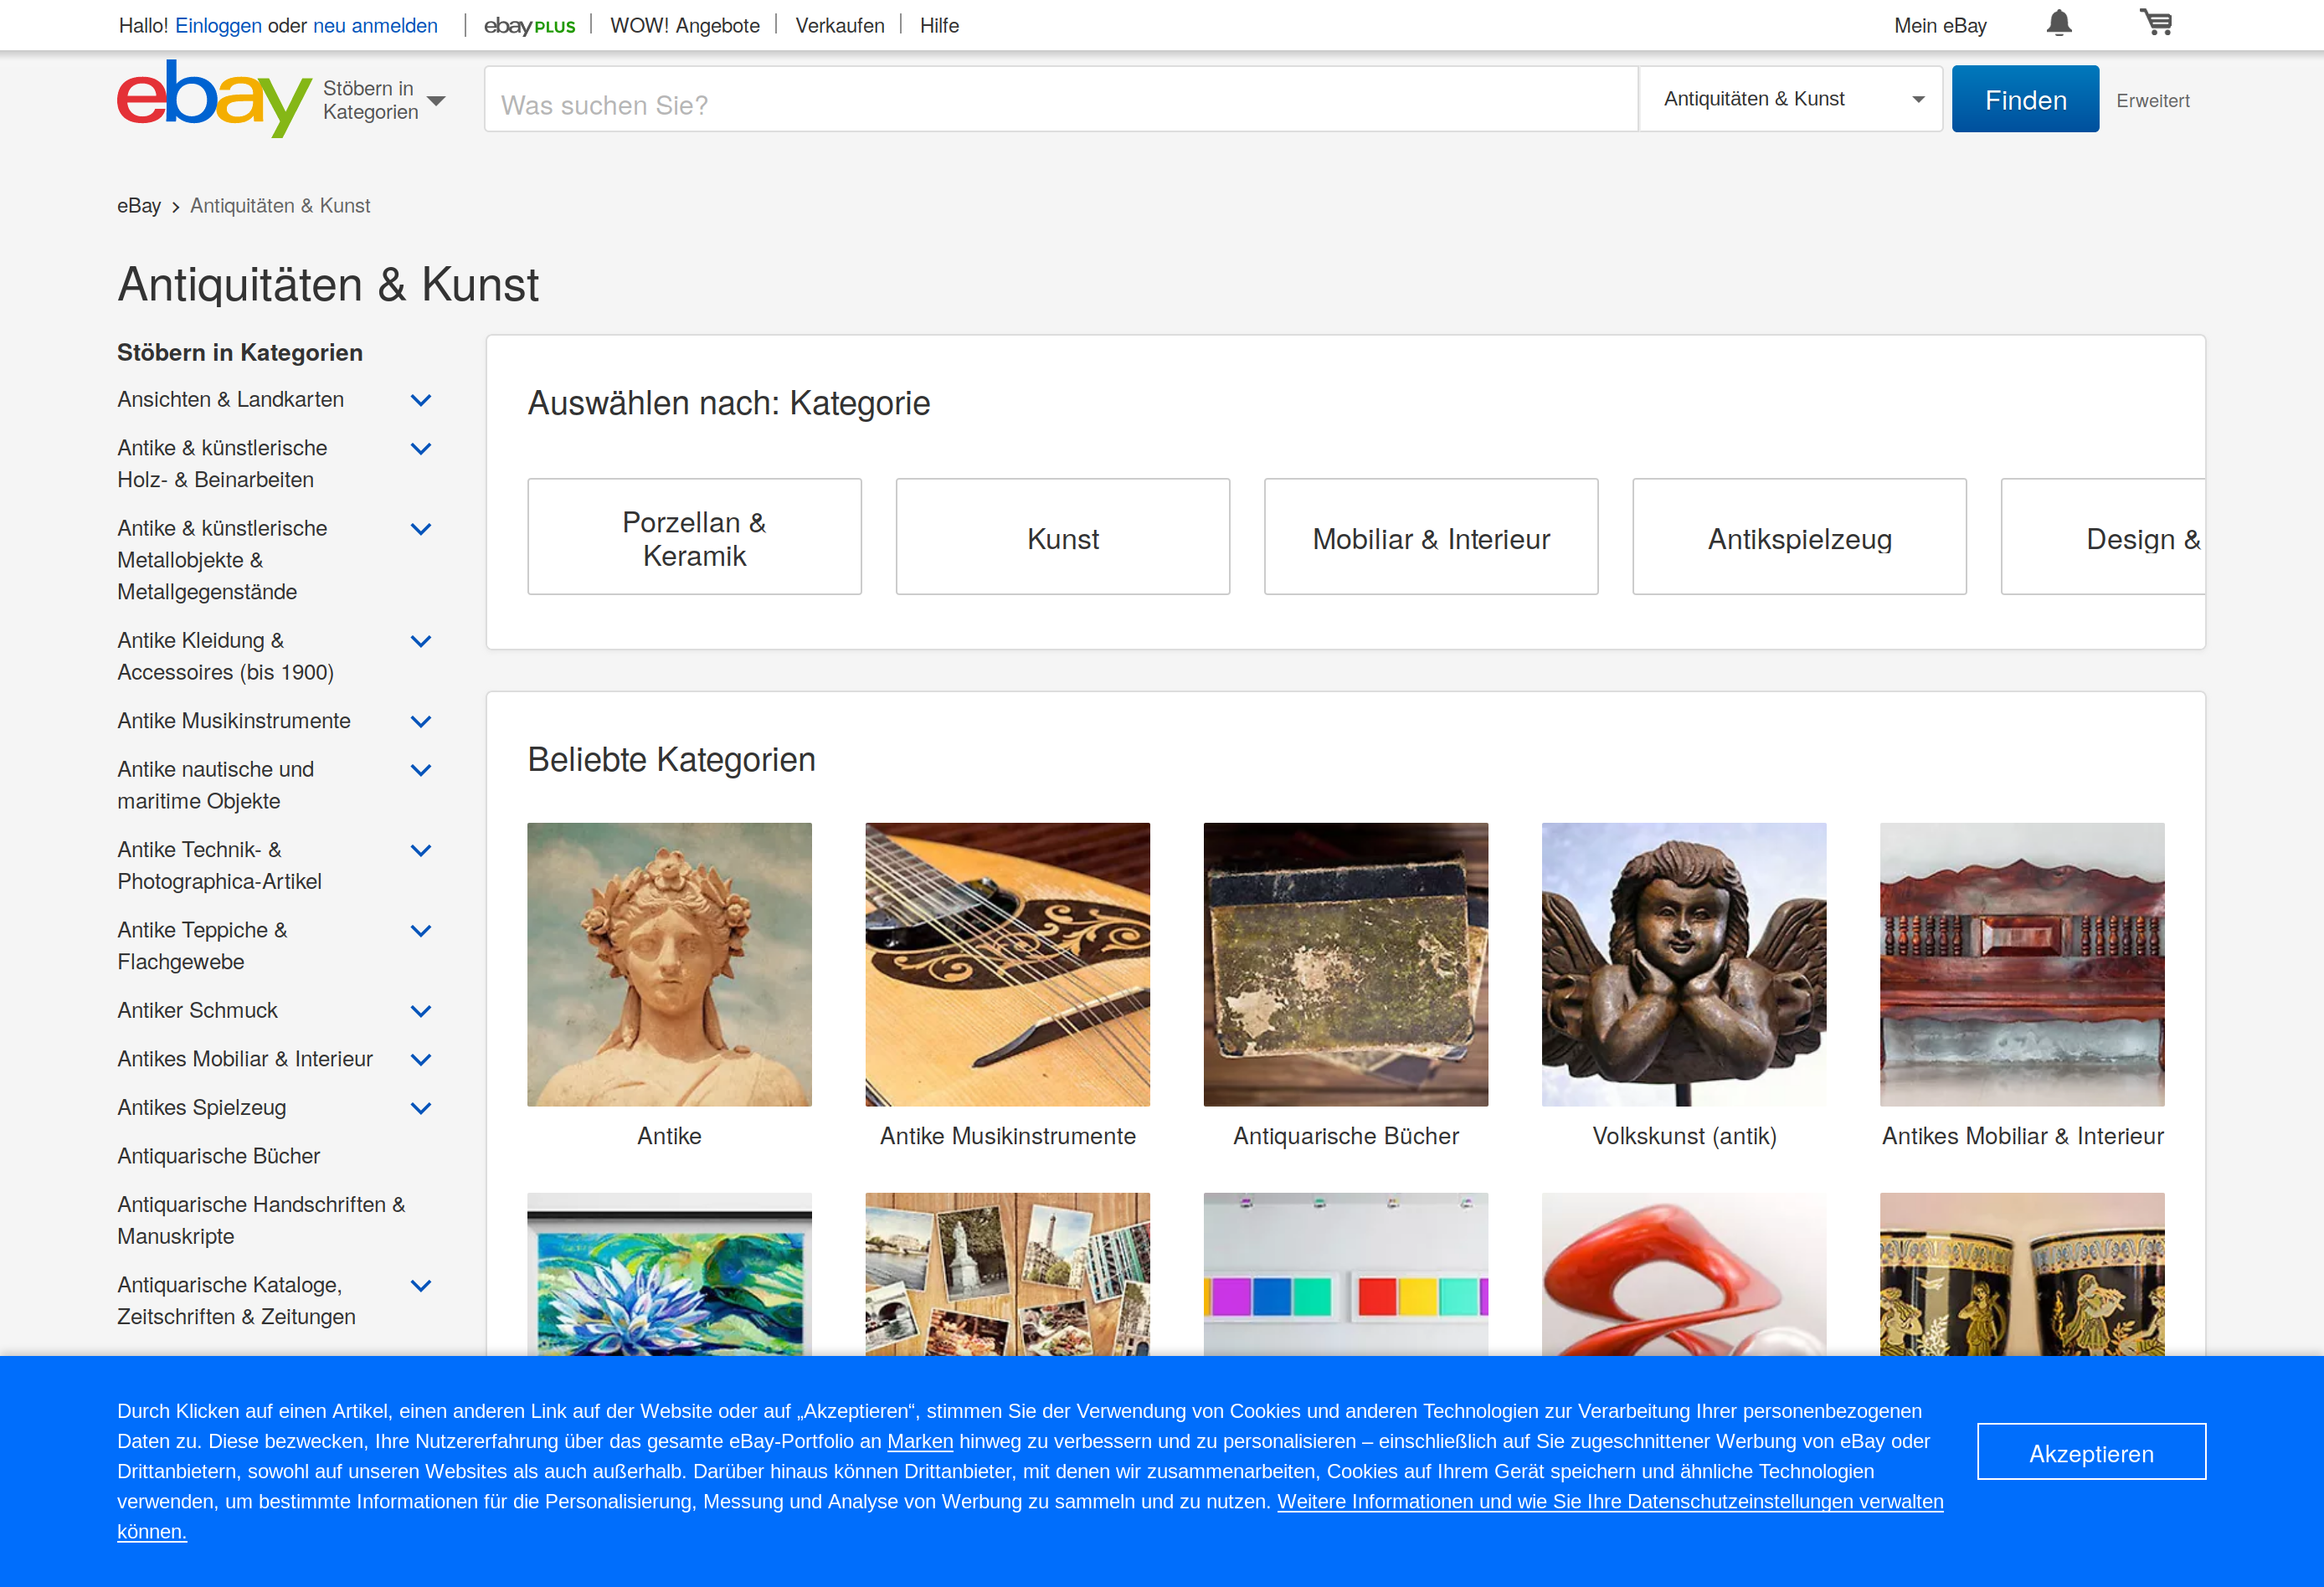 Hallo! Einloggen oder neu anmelden
ebay PLUS
WOW! Angebote
Verkaufen
Hilfe
Mein eBay
ebay
Stöbern in
Kategorien
Was suchen Sie?
Antiquitäten & Kunst
Finden
Erweitert
eBay
Antiquitäten & Kunst
Antiquitäten & Kunst
Stöbern in Kategorien
Ansichten & Landkarten
Antike & künstlerische
Holz- & Beinarbeiten
Antike & künstlerische
Metallobjekte &
Metallgegenstände
Antike Kleidung &
Accessoires (bis 1900)
Antike Musikinstrumente
Antike nautische und
maritime Objekte
Antike Technik- &
Photographica-Artikel
Antike Teppiche &
Flachgewebe
Antiker Schmuck
Antikes Mobiliar & Interieur
Antikes Spielzeug
Antiquarische Bücher
Antiquarische Handschriften &
Manuskripte
Antiquarische Kataloge,
Zeitschriften & Zeitungen
Auswählen nach: Kategorie
Porzellan &
Keramik
Kunst
Mobiliar & Interieur
Antikspielzeug
Design &
Beliebte Kategorien
Antike
Antike Musikinstrumente
Antiquarische Bücher
Volkskunst (antik)
Antikes Mobiliar & Interieur
Durch Klicken auf einen Artikel, einen anderen Link auf der Website oder auf „Akzeptieren“, stimmen Sie der Verwendung von Cookies und anderen Technologien zur Verarbeitung Ihrer personenbezogenen
Daten zu. Diese bezwecken, Ihre Nutzererfahrung über das gesamte eBay-Portfolio an Marken hinweg zu verbessern und zu personalisieren – einschließlich auf Sie zugeschnittener Werbung von eBay oder
Drittanbietern, sowohl auf unseren Websites als auch außerhalb. Darüber hinaus können Drittanbieter, mit denen wir zusammenarbeiten, Cookies auf Ihrem Gerät speichern und ähnliche Technologien
verwenden, um bestimmte Informationen für die Personalisierung, Messung und Analyse von Werbung zu sammeln und zu nutzen. Weitere Informationen und wie Sie Ihre Datenschutzeinstellungen verwalten
können.
Akzeptieren